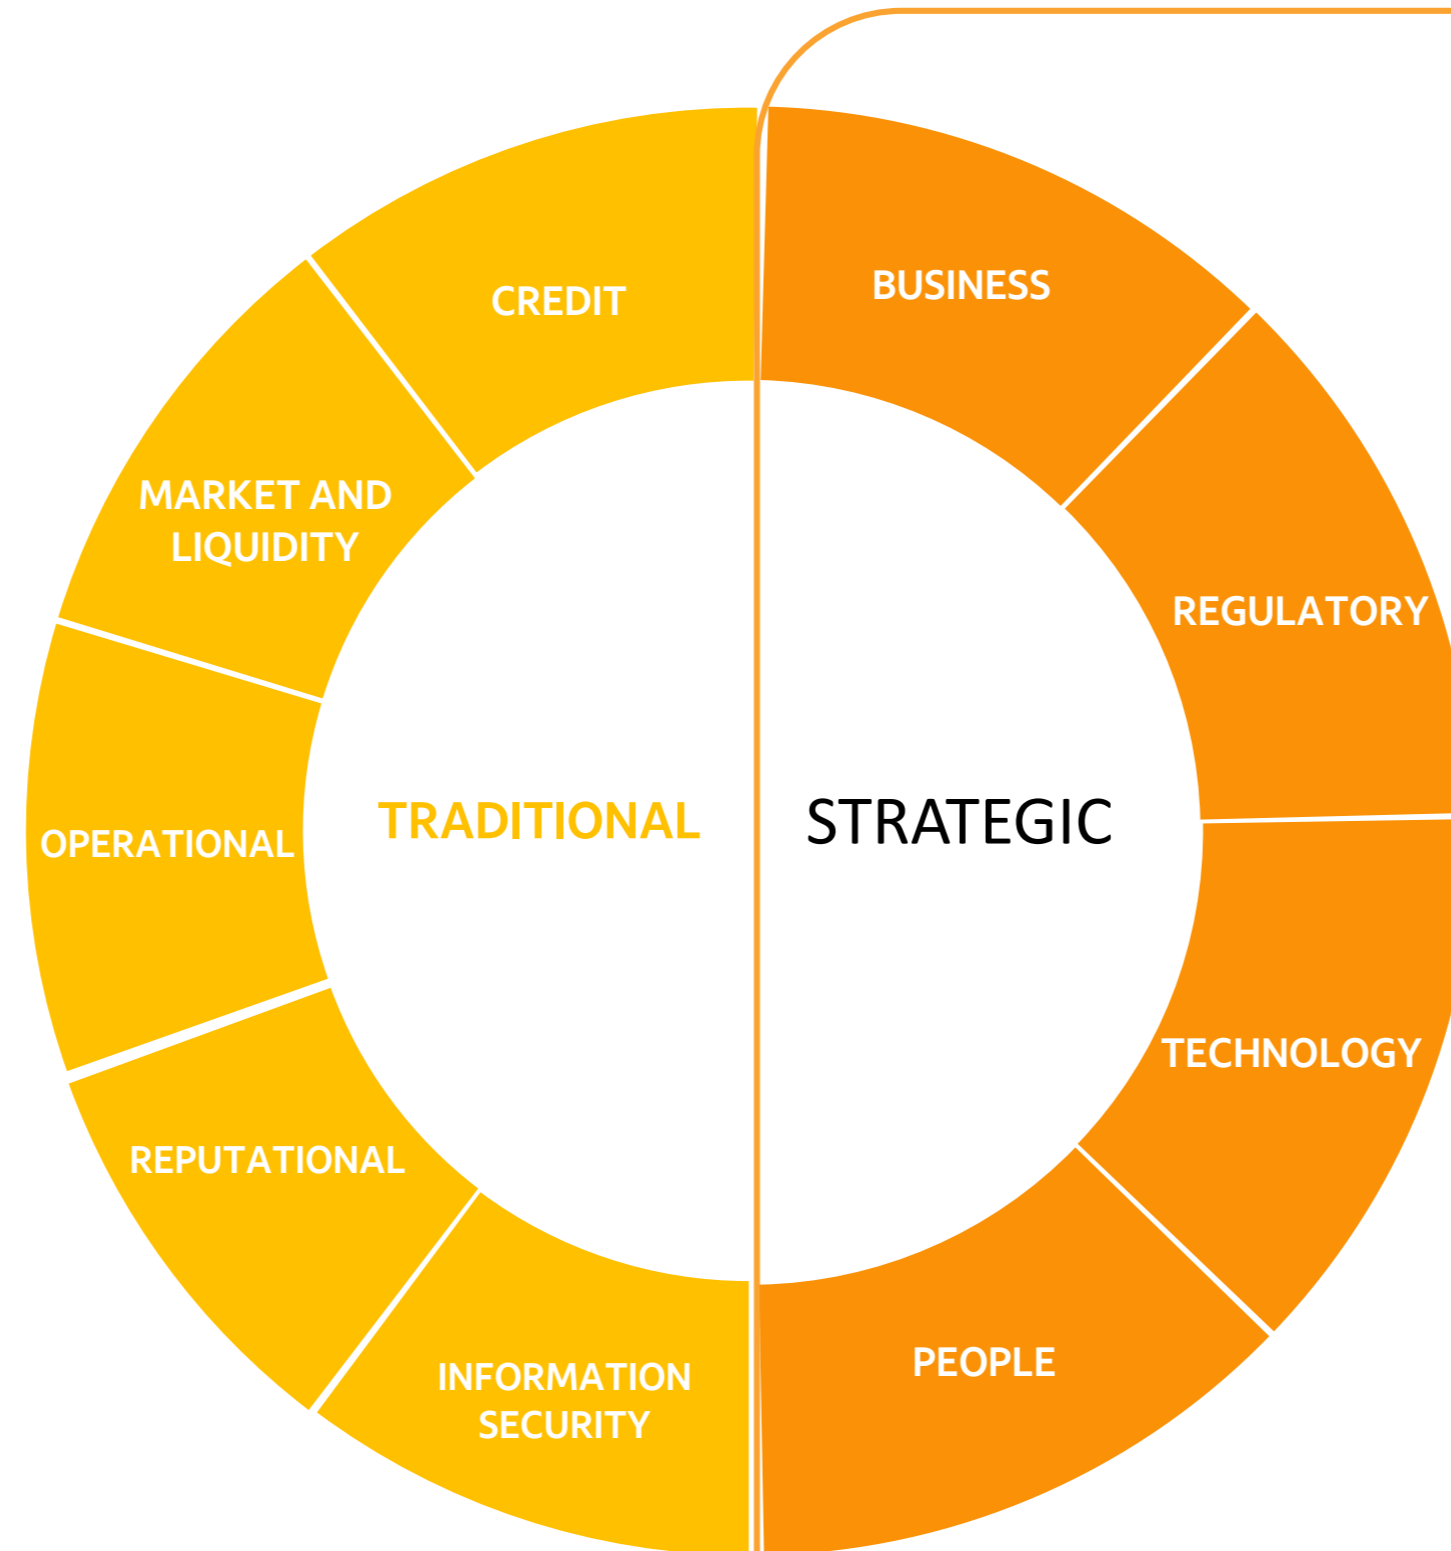 CREDIT
MARKET AND
LIQUIDITY
OPERATIONAL
REPUTATIONAL
INFORMATION
SECURITY
TRADITIONAL
STRATEGIC
BUSINESS
REGULATORY
TECHNOLOGY
PEOPLE